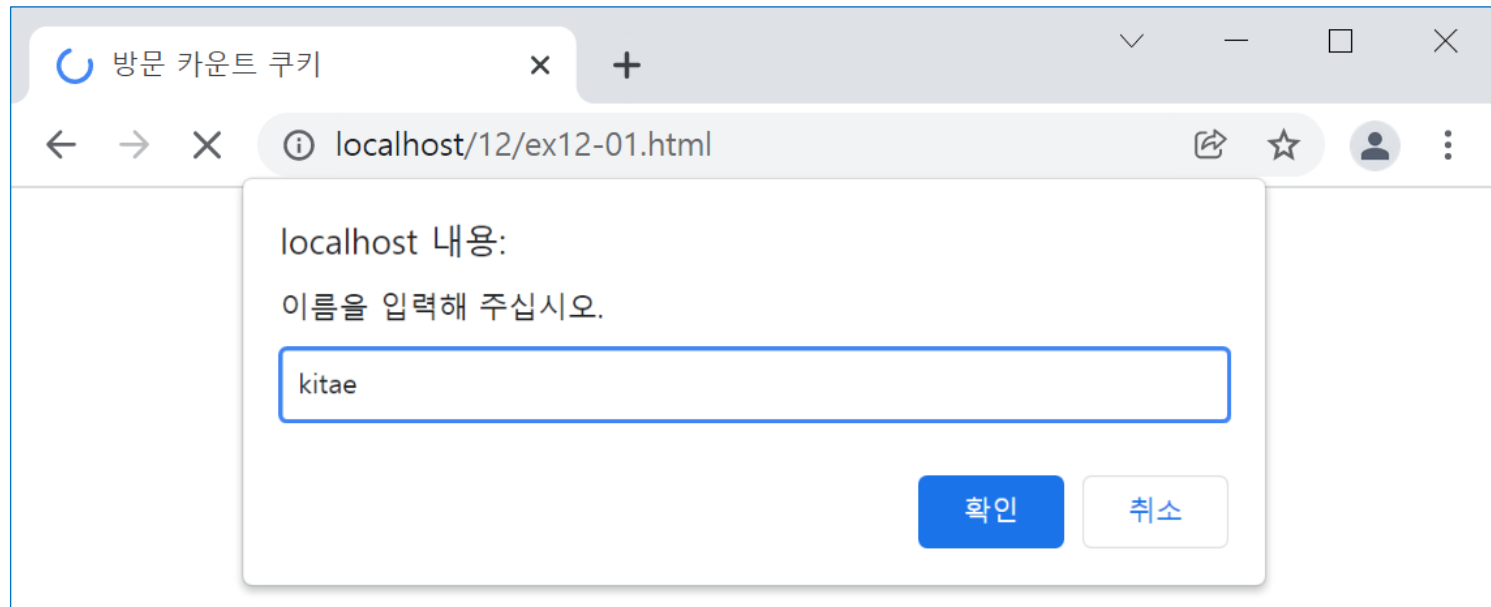 방문 카운트 쿠키
localhost/12/ex12-01.html
localhost 내용:
이름을 입력해 주십시오.
kitae
확인 취소